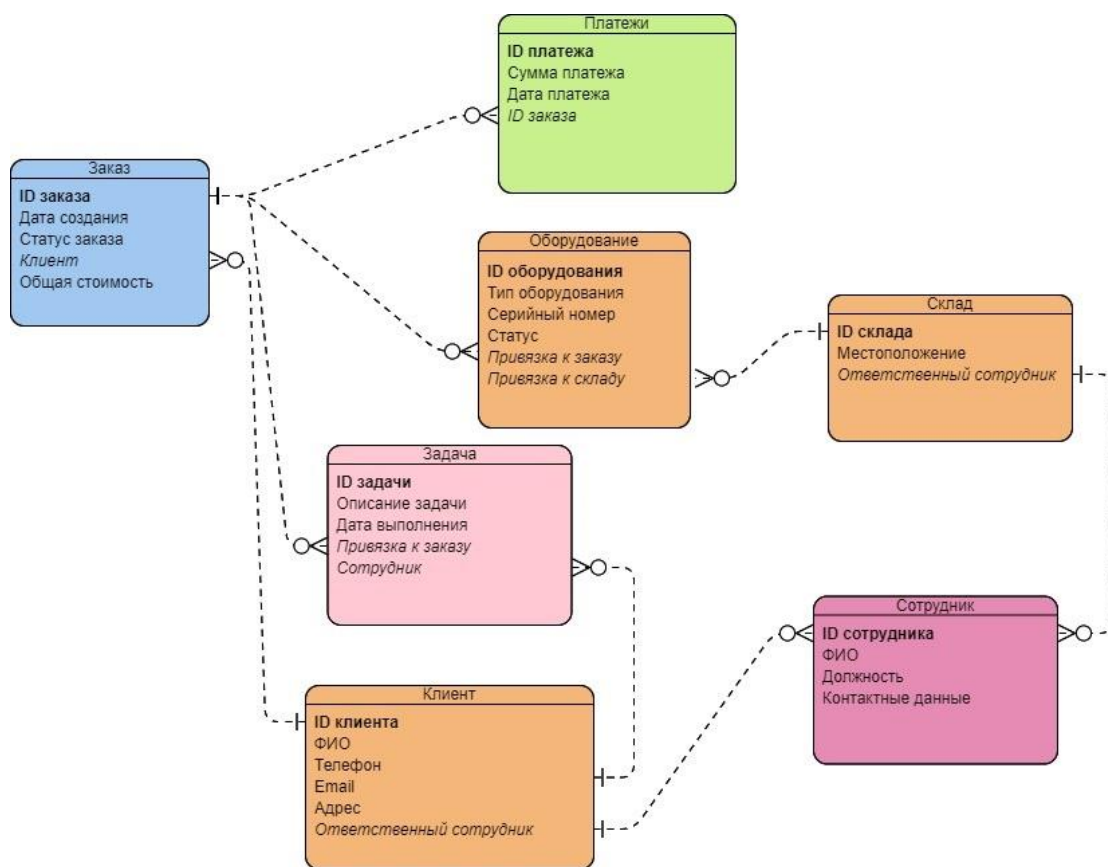 Платежи
ID платежа
Сумма платежа
Дата платежа
ID заказа
Заказ
ID заказа
Дата создания
Статус заказа
Клиент
Общая стоимость
Оборудование
ID оборудования
Тип оборудования
Серийный номер
Статус
Привязка к заказу
Привязка к складу
Склад
ID склада
Местоположение
Ответственный сотрудник
Задача
ID задачи
Описание задачи
Дата выполнения
Привязка к заказу
Сотрудник
Сотрудник
ID сотрудника
ФИО
Должность
Контактные данные
Клиент
ID клиента
ФИО
Телефон
Email
Адрес
Ответственный сотрудник